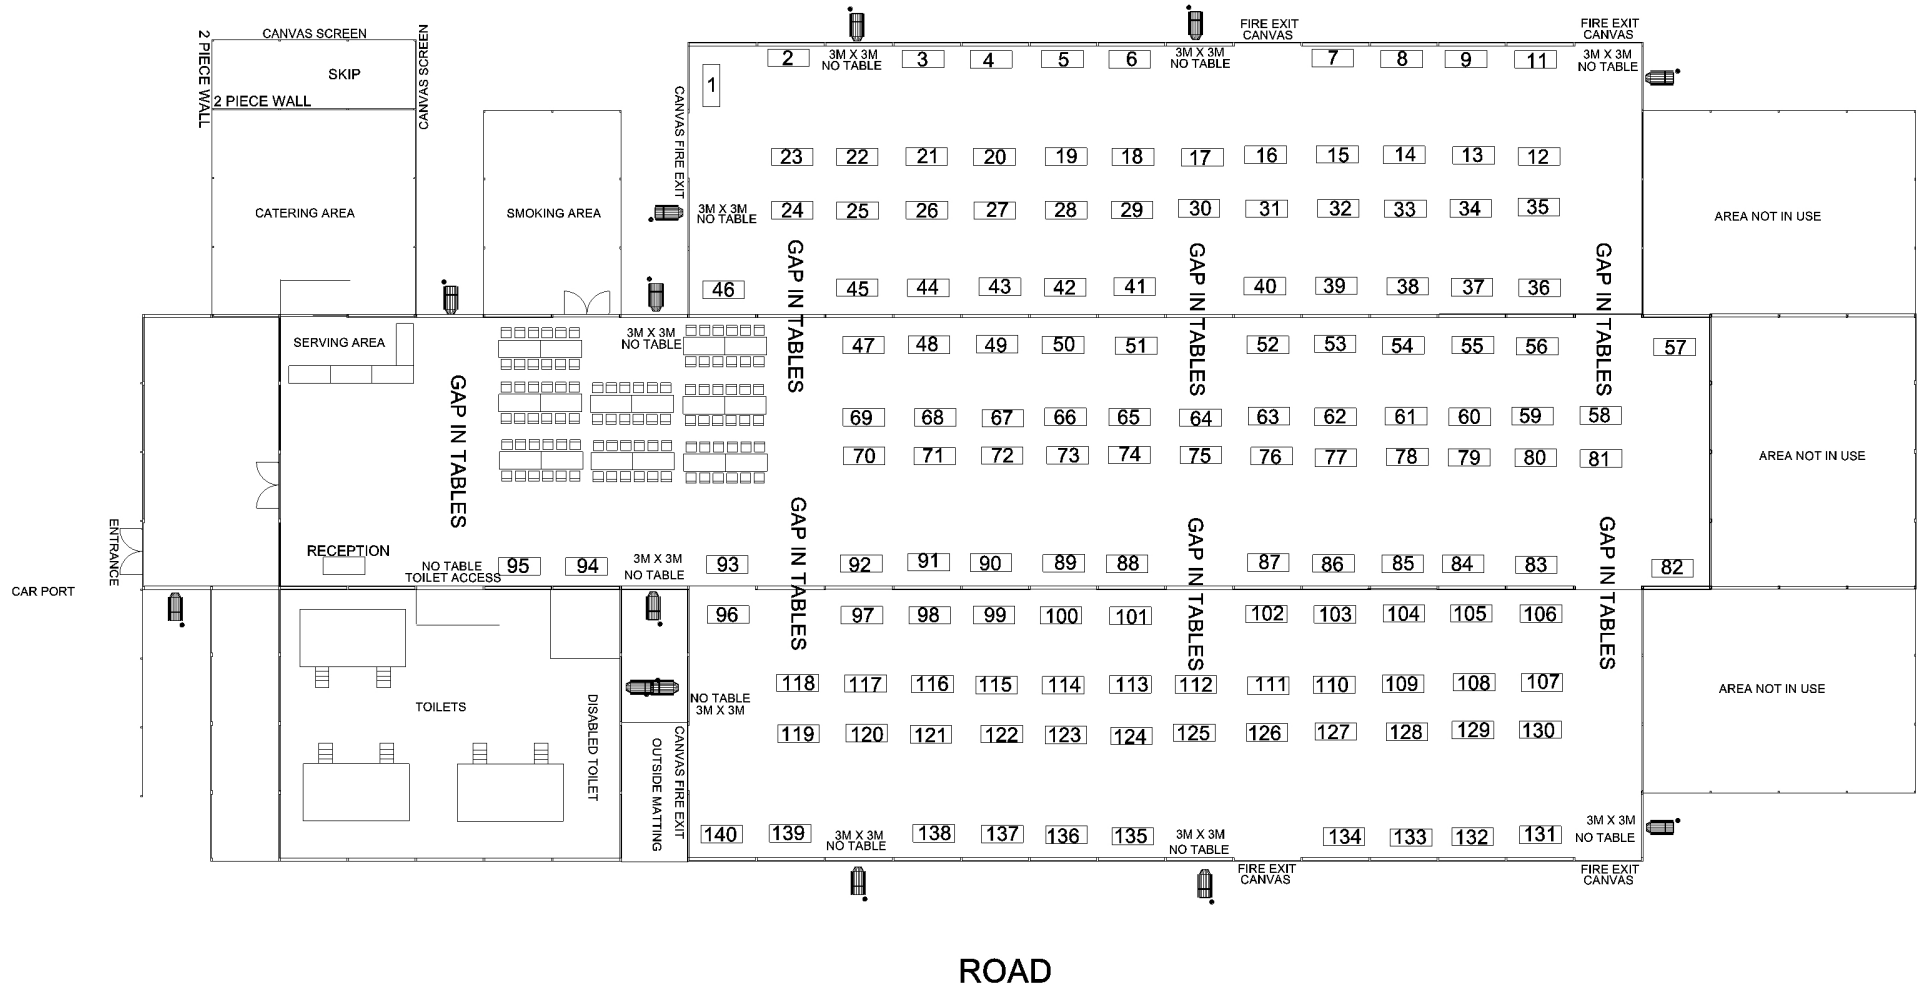 CANVAS SCREEN
2 PIECE WALL
CANVAS SCREEN
SKIP
2 PIECE WALL
CATERING AREA
SMOKING AREA
CANVAS FIRE EXIT
FIRE EXIT
CANVAS
FIRE EXIT
CANVAS
1
2
3M X 3M
NO TABLE
3 4 5 6
3M X 3M
NO TABLE
7 8 9 11
3M X 3M
NO TABLE
23 22 21 20 19 18 17 16 15 14 13 12
3M X 3M
NO TABLE
24 25 26 27 28 29 30 31 32 33 34 35
AREA NOT IN USE
GAP IN TABLES
GAP IN TABLES
GAP IN TABLES
46 45 44 43 42 41 40 39 38 37 36
SERVING AREA
3M X 3M
NO TABLE
47 48 49 50 51 52 53 54 55 56 57
GAP IN TABLES
69 68 67 66 65 64 63 62 61 60 59 58
70 71 72 73 74 75 76 77 78 79 80 81
AREA NOT IN USE
GAP IN TABLES
GAP IN TABLES
GAP IN TABLES
ENTRANCE
CAR PORT
RECEPTION
NO TABLE
TOILET ACCESS
95 94
3M X 3M
NO TABLE
93 92 91 90 89 88 87 86 85 84 83 82
96 97 98 99 100 101 102 103 104 105 106
118 117 116 115 114 113 112 111 110 109 108 107
NO TABLE
3M X 3M
TOILETS
DISABLED TOILET
OUTSIDE MATTING
CANVAS FIRE EXIT
AREA NOT IN USE
119 120 121 122 123 124 125 126 127 128 129 130
140 139
3M X 3M
NO TABLE
138 137 136 135
3M X 3M
NO TABLE
134 133 132 131
3M X 3M
NO TABLE
FIRE EXIT
CANVAS
FIRE EXIT
CANVAS
ROAD